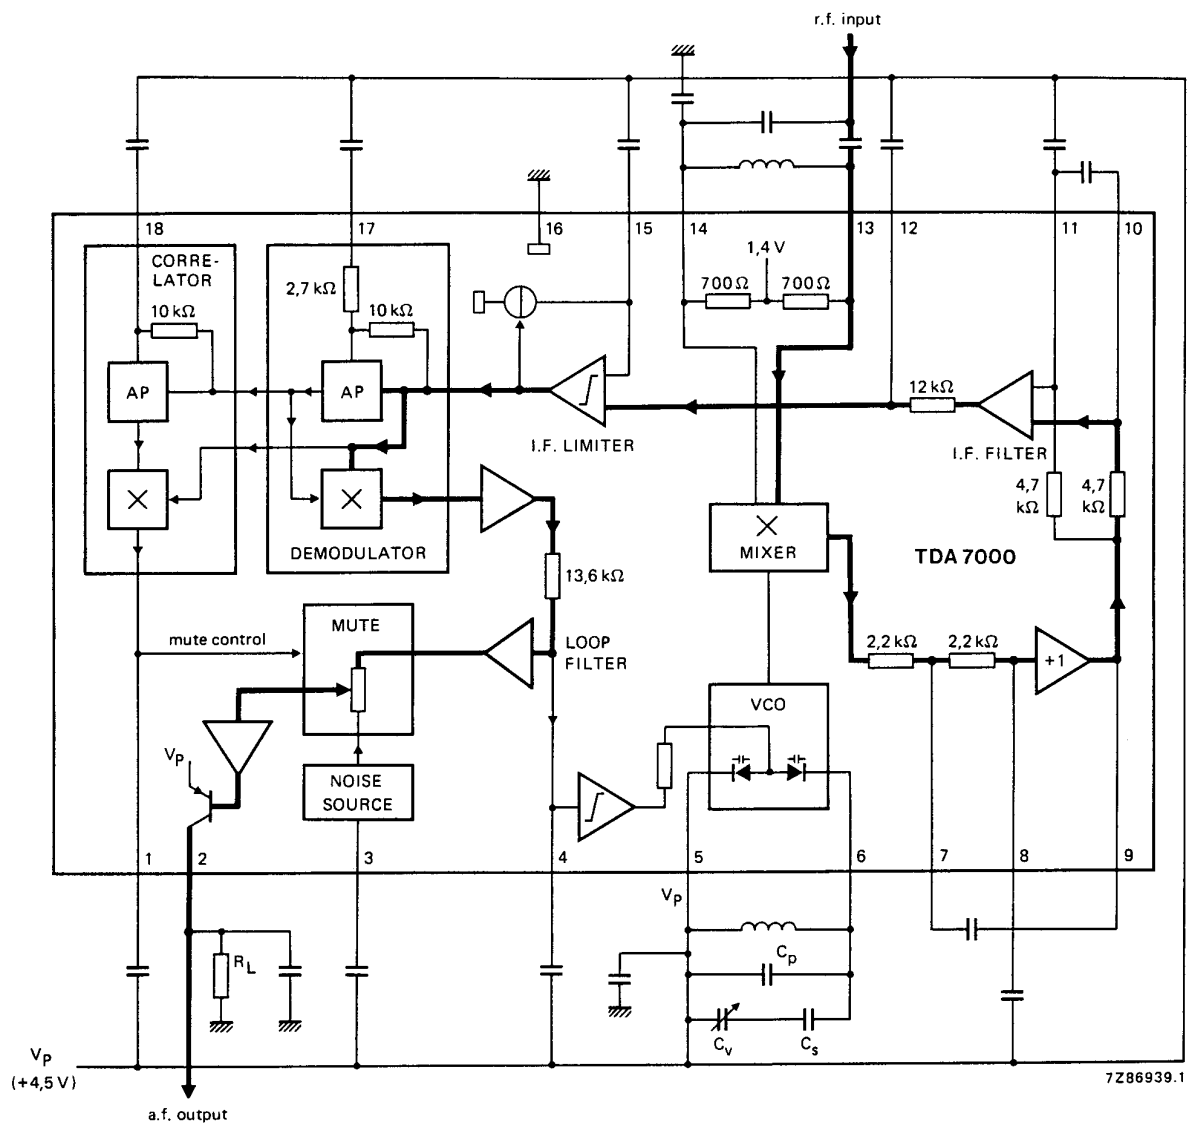 r.f. input
18
17
16
15
14
13
12
11
10
CORRE-
LATOR
10 kΩ
AP
2,7 kΩ
10 kΩ
AP
1,4 V
700 Ω
700 Ω
12 kΩ
I.F. LIMITER
I.F. FILTER
4,7
kΩ
4,7
kΩ
DEMODULATOR
MIXER
TDA 7000
13,6 kΩ
mute control
MUTE
LOOP
FILTER
2,2 kΩ
2,2 kΩ
+1
VCO
Vp
NOISE
SOURCE
1
2
3
4
5
6
7
8
9
Vp
RL
Cp
Cv
Cs
Vp
(+4,5 V)
a.f. output
7Z86939.1